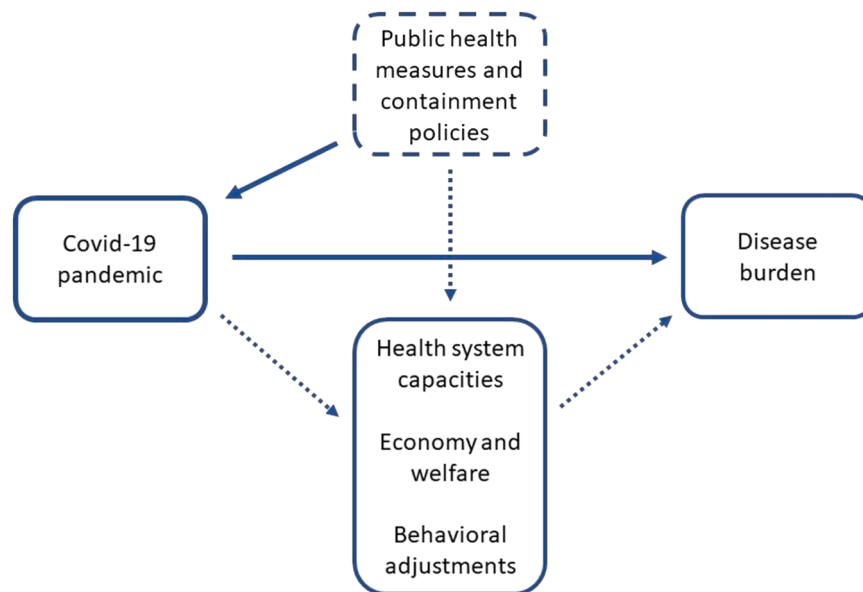 Public health
measures and
containment
policies
Covid-19
pandemic
Disease
burden
Health system
capacities
Economy and
welfare
Behavioral
adjustments